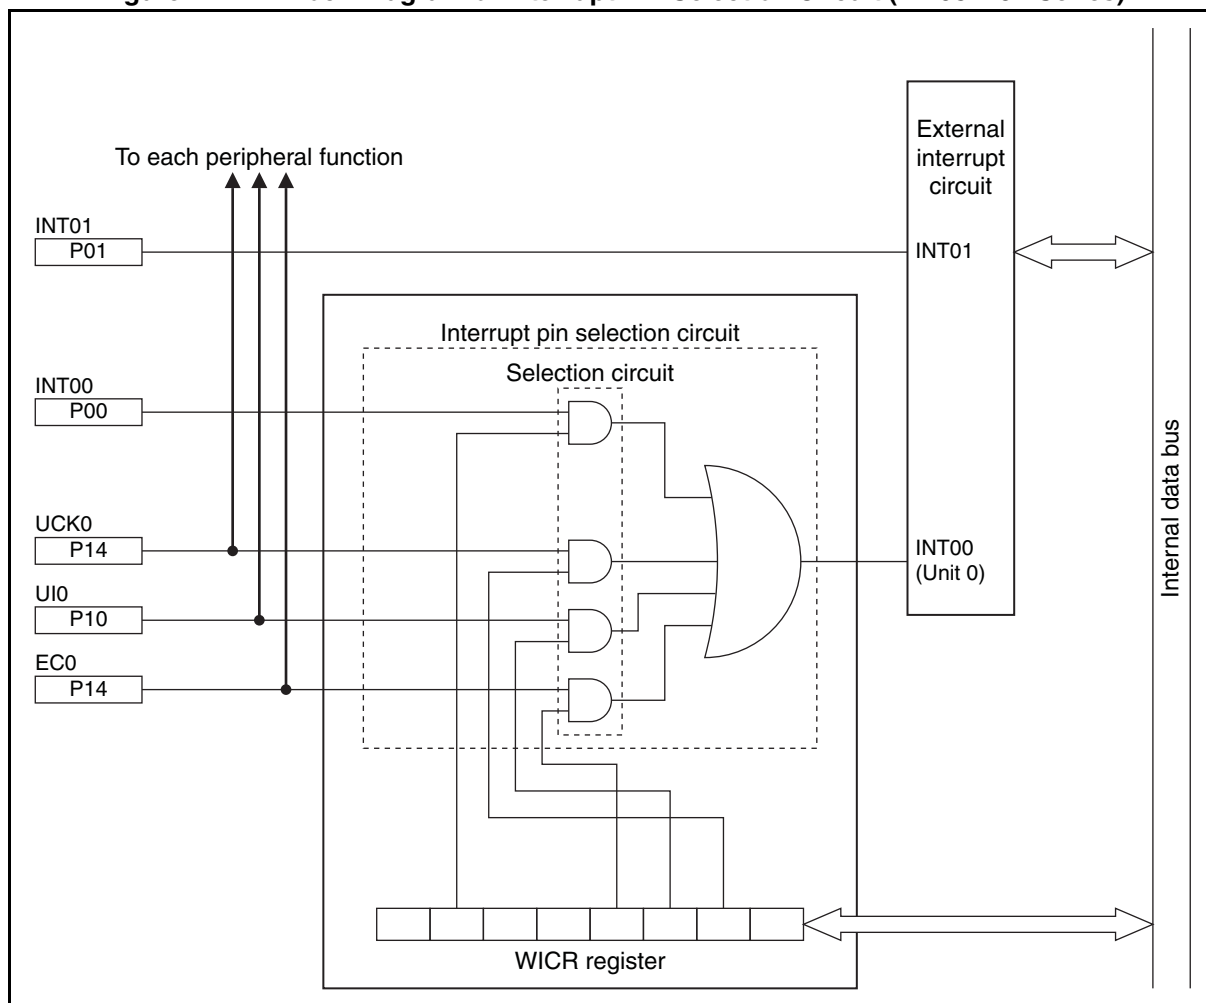 To each peripheral function
External
interrupt
circuit
INT01
P01
INT01
Interrupt pin selection circuit
Selection circuit
INT00
P00
UCK0
P14
UI0
P10
EC0
P14
INT00
(Unit 0)
Internal data bus
WICR register